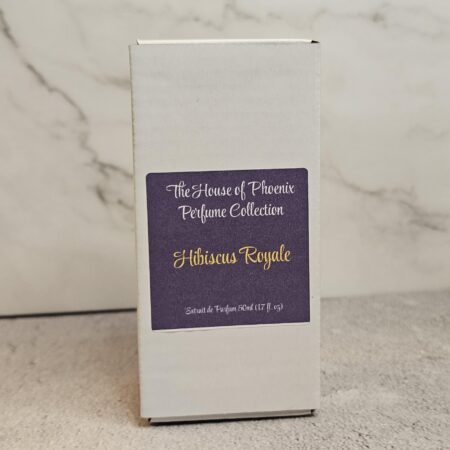 The House of Phoenix
Perfume Collection
Hibiscus Royale
Extrait de Parfum 50ml (1.7 fl. oz)